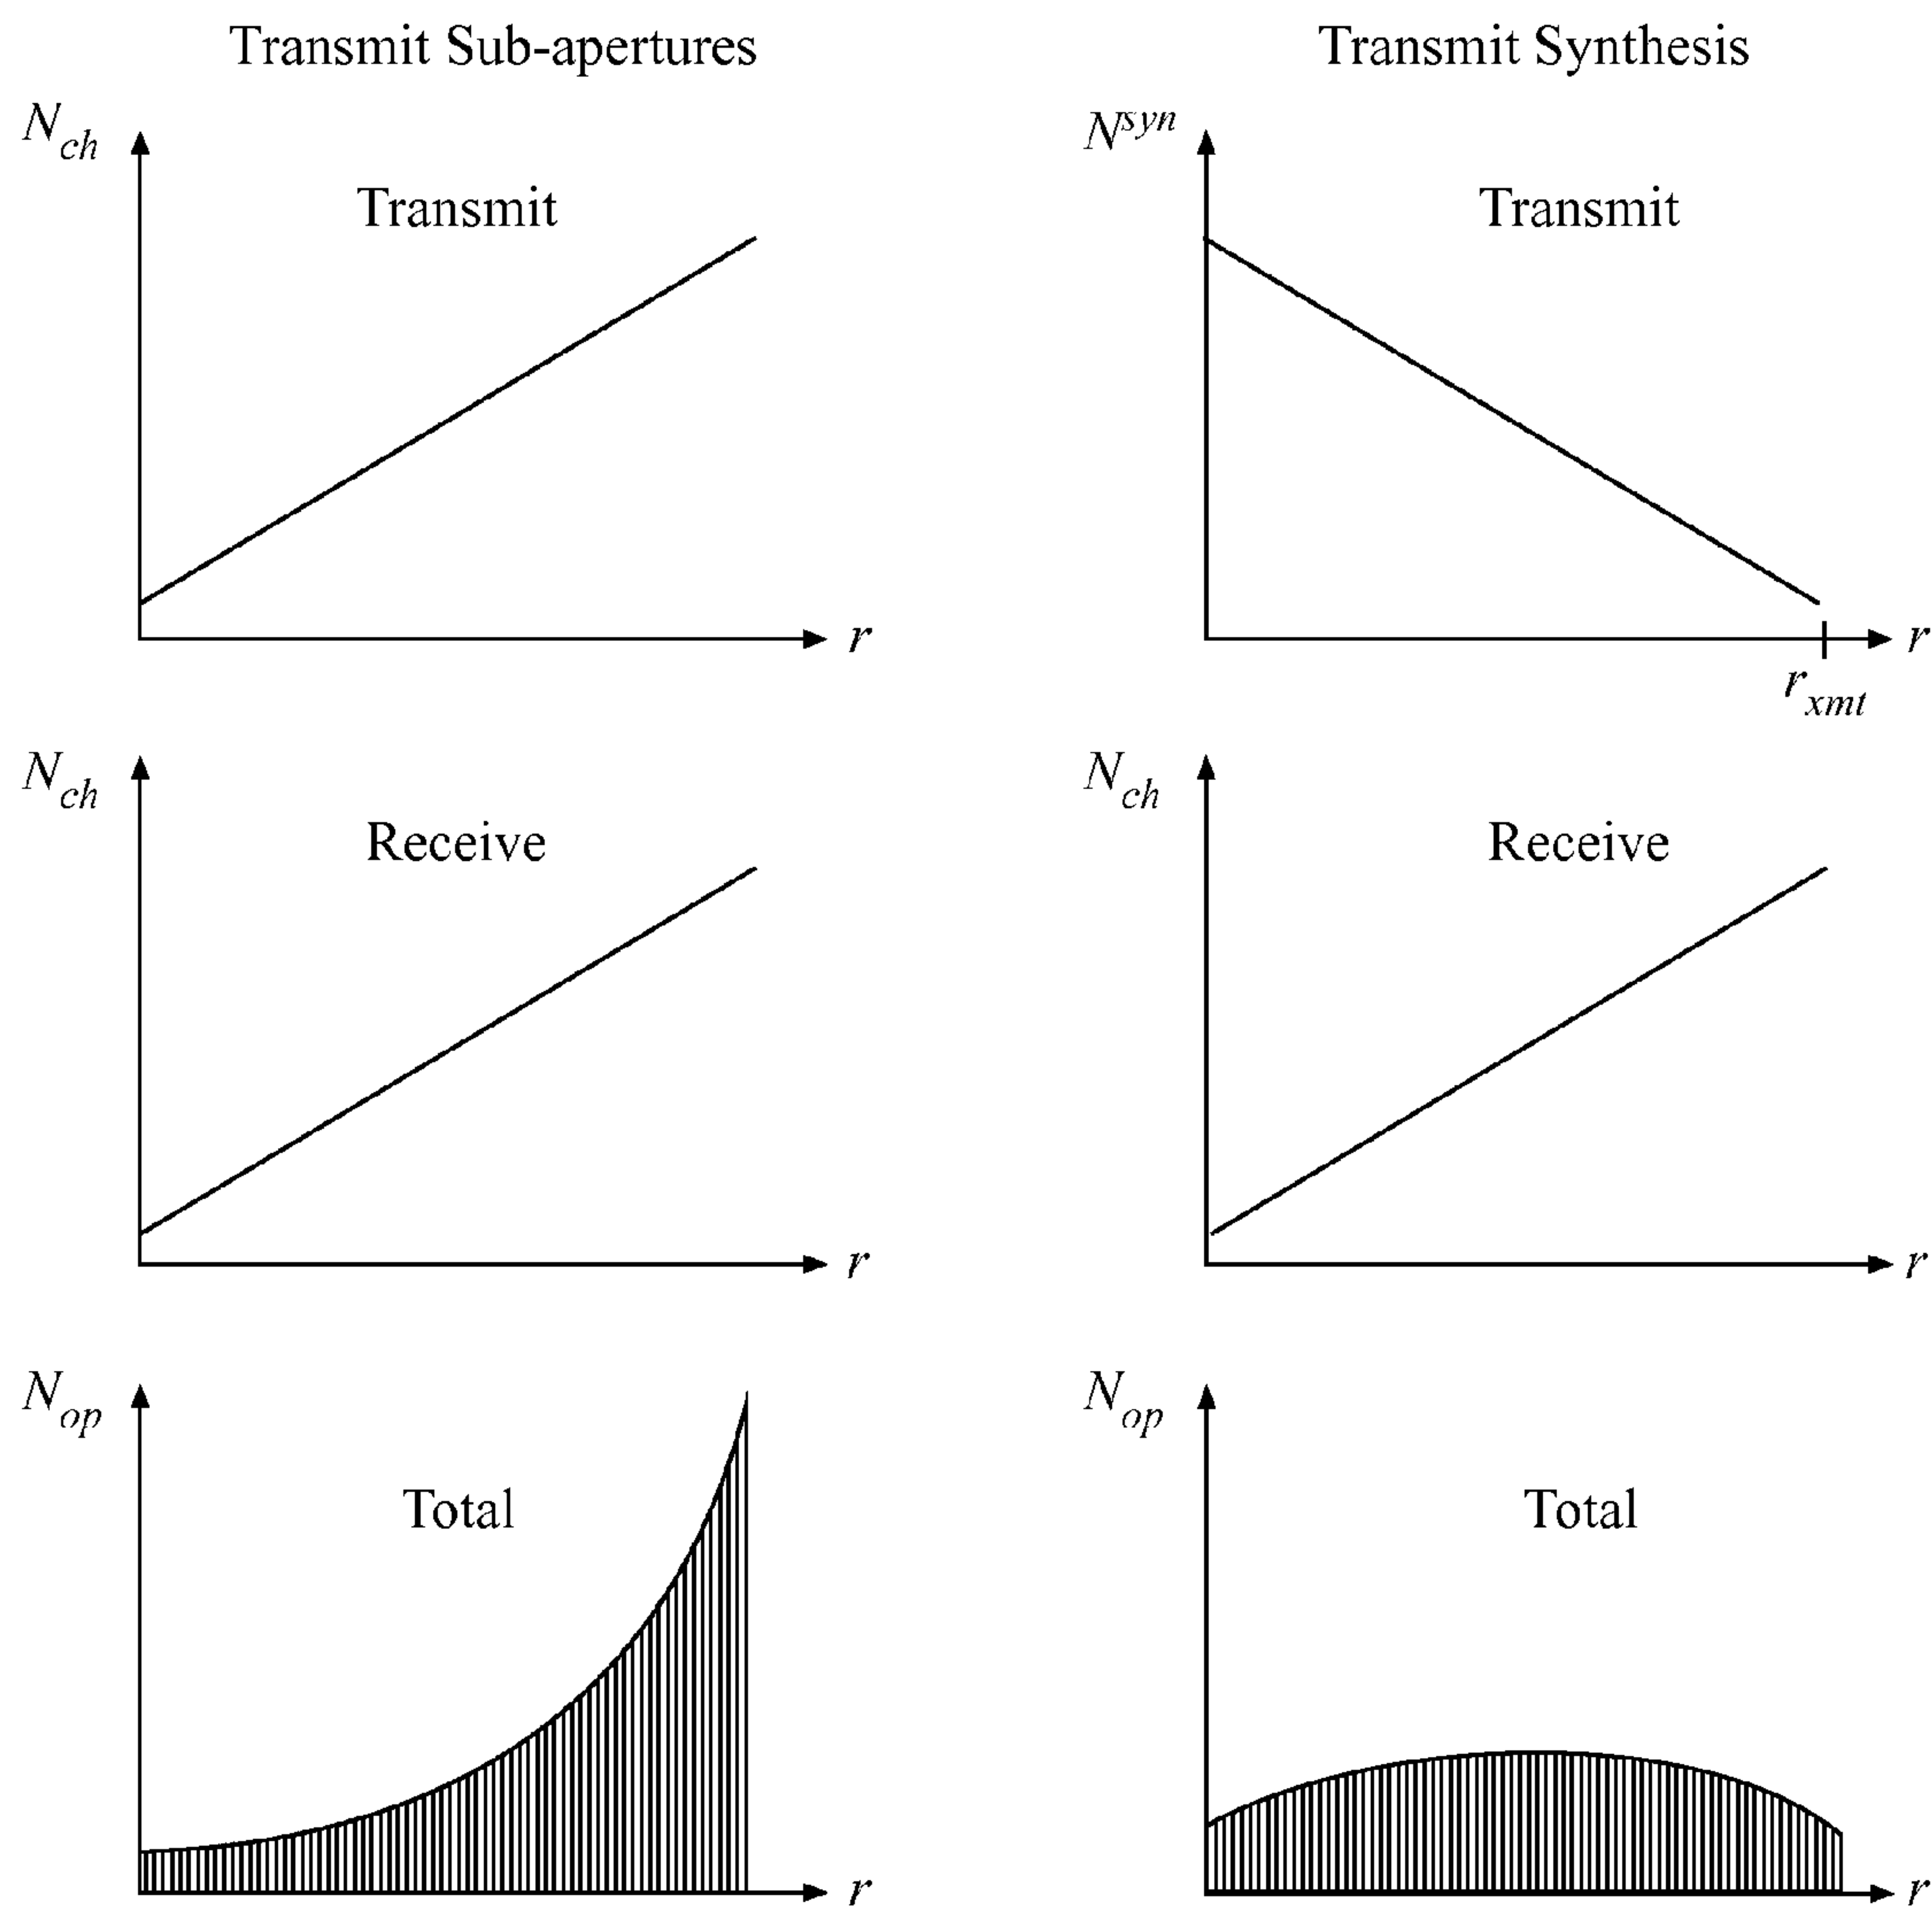 Transmit Sub-apertures
N_ch
Transmit
r
N_ch
Receive
r
N_op
Total
r
Transmit Synthesis
N^syn
Transmit
r
r_xmt
N_ch
Receive
r
N_op
Total
r